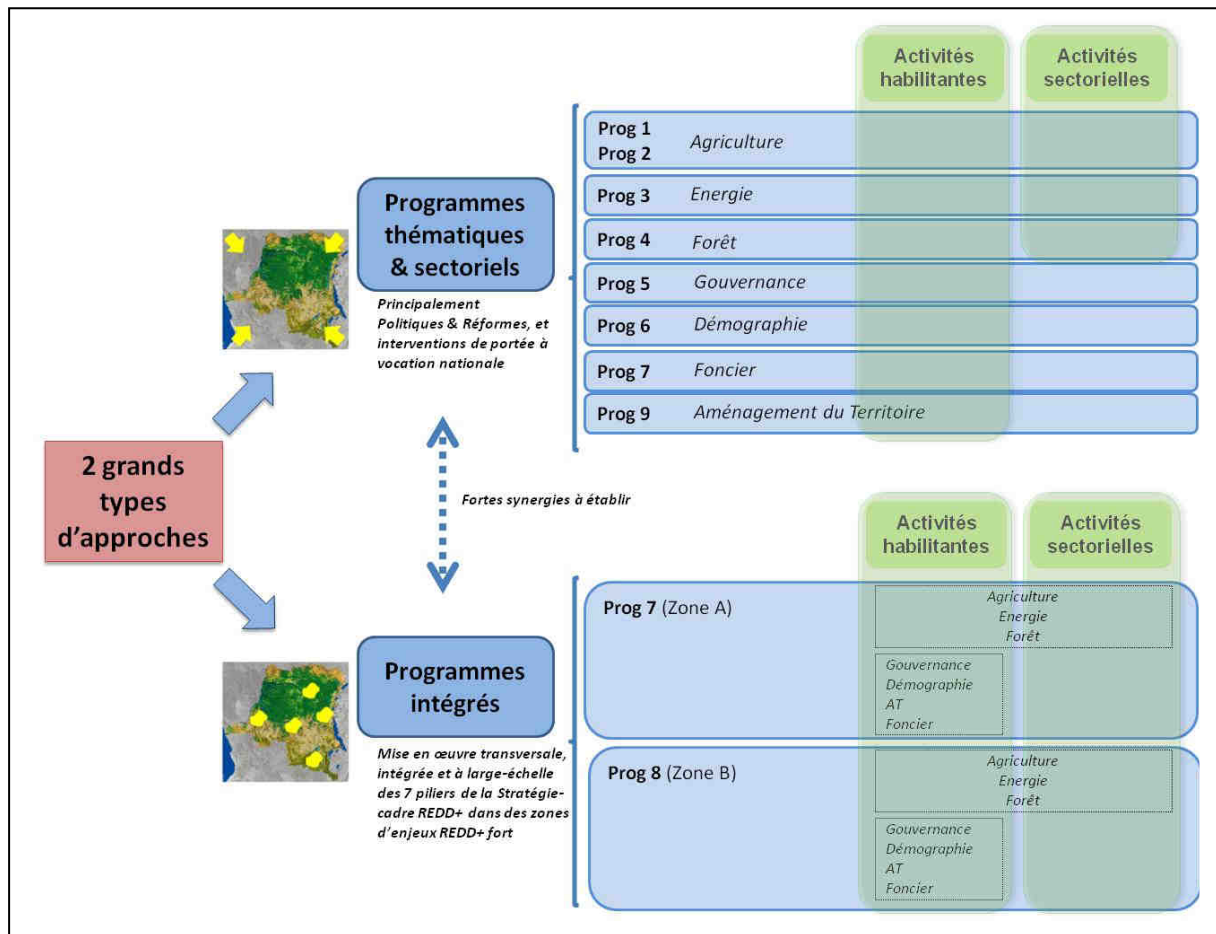 Activités
habilitantes
Activités
sectorielles
Programmes
thématiques
& sectoriels
Principalement
Politiques & Réformes, et
interventions de portée à
vocation nationale
Prog 1
Prog 2
Agriculture
Prog 3 Energie
Prog 4 Forêt
Prog 5 Gouvernance
Prog 6 Démographie
Prog 7 Foncier
Prog 9 Aménagement du Territoire
2 grands
types
d'approches
Fortes synergies à établir
Activités
habilitantes
Activités
sectorielles
Programmes
intégrés
Mise en œuvre transversale,
intégrée et à large-échelle
des 7 piliers de la Stratégie-
cadre REDD+ dans des zones
d'enjeux REDD+ fort
Prog 7 (Zone A)
Agriculture
Energie
Forêt
Gouvernance
Démographie
AT
Foncier
Prog 8 (Zone B)
Agriculture
Energie
Forêt
Gouvernance
Démographie
AT
Foncier